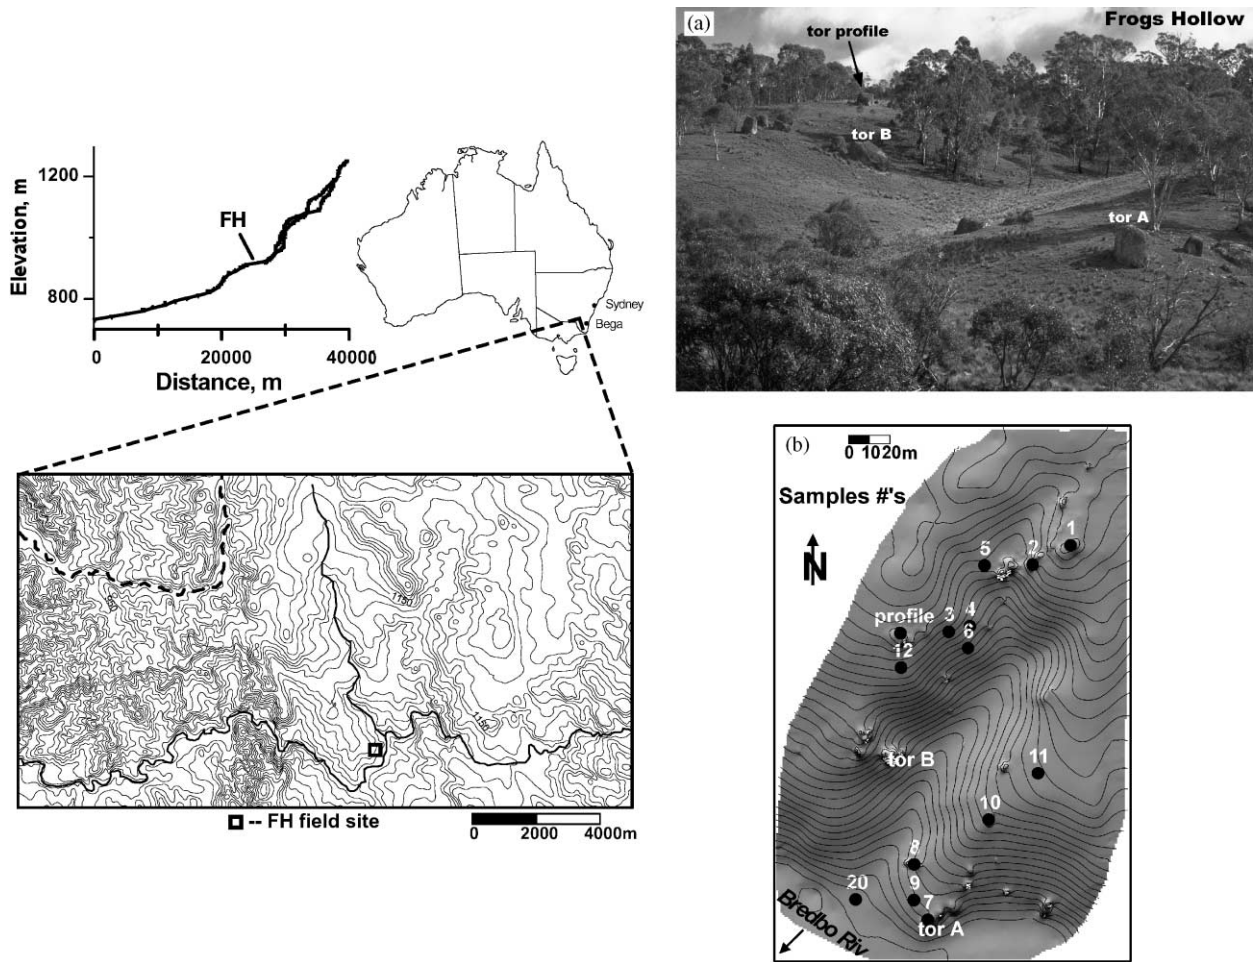 1200
800
Elevation, m
FH
0
20000
40000
Distance, m
Sydney
Bega
1150
1150
-- FH field site
0
2000
4000m
(a)
Frogs Hollow
tor profile
tor B
tor A
(b)
0 1020m
Samples #'s
N
1
2
5
4
3
profile
6
12
tor B
11
10
8
20
9
7
tor A
Bredbo Riv